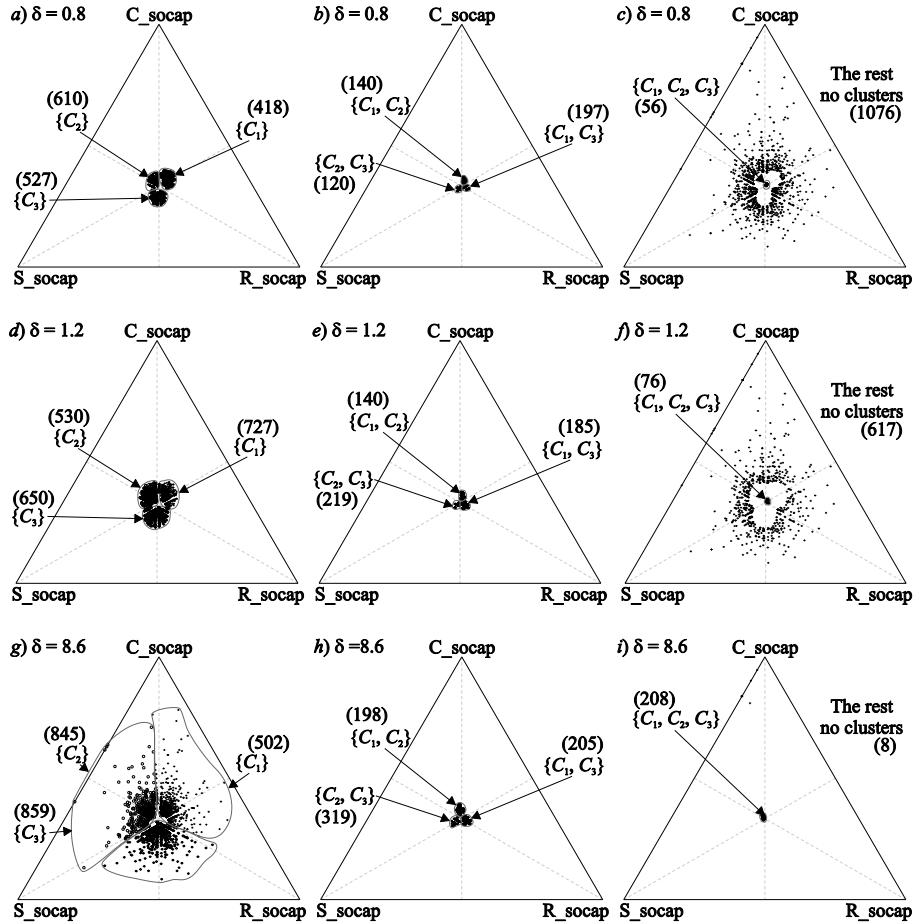 a) δ = 0.8
C_socap
(610)
{C₂}
(418)
{C₁}
(527)
{C₃}
S_socap
R_socap
b) δ = 0.8
C_socap
(140)
{C₁, C₂}
(197)
{C₁, C₃}
{C₂, C₃}
(120)
S_socap
R_socap
c) δ = 0.8
C_socap
{C₁, C₂, C₃}
(56)
The rest
no clusters
(1076)
S_socap
R_socap
d) δ = 1.2
C_socap
(530)
{C₂}
(727)
{C₁}
(650)
{C₃}
S_socap
R_socap
e) δ = 1.2
C_socap
(140)
{C₁, C₂}
(185)
{C₁, C₃}
{C₂, C₃}
(219)
S_socap
R_socap
f) δ = 1.2
C_socap
(76)
{C₁, C₂, C₃}
The rest
no clusters
(617)
S_socap
R_socap
g) δ = 8.6
C_socap
(845)
{C₂}
(502)
{C₁}
(859)
{C₃}
S_socap
R_socap
h) δ =8.6
C_socap
(198)
{C₁, C₂}
(205)
{C₁, C₃}
{C₂, C₃}
(319)
S_socap
R_socap
i) δ = 8.6
C_socap
(208)
{C₁, C₂, C₃}
The rest
no clusters
(8)
S_socap
R_socap